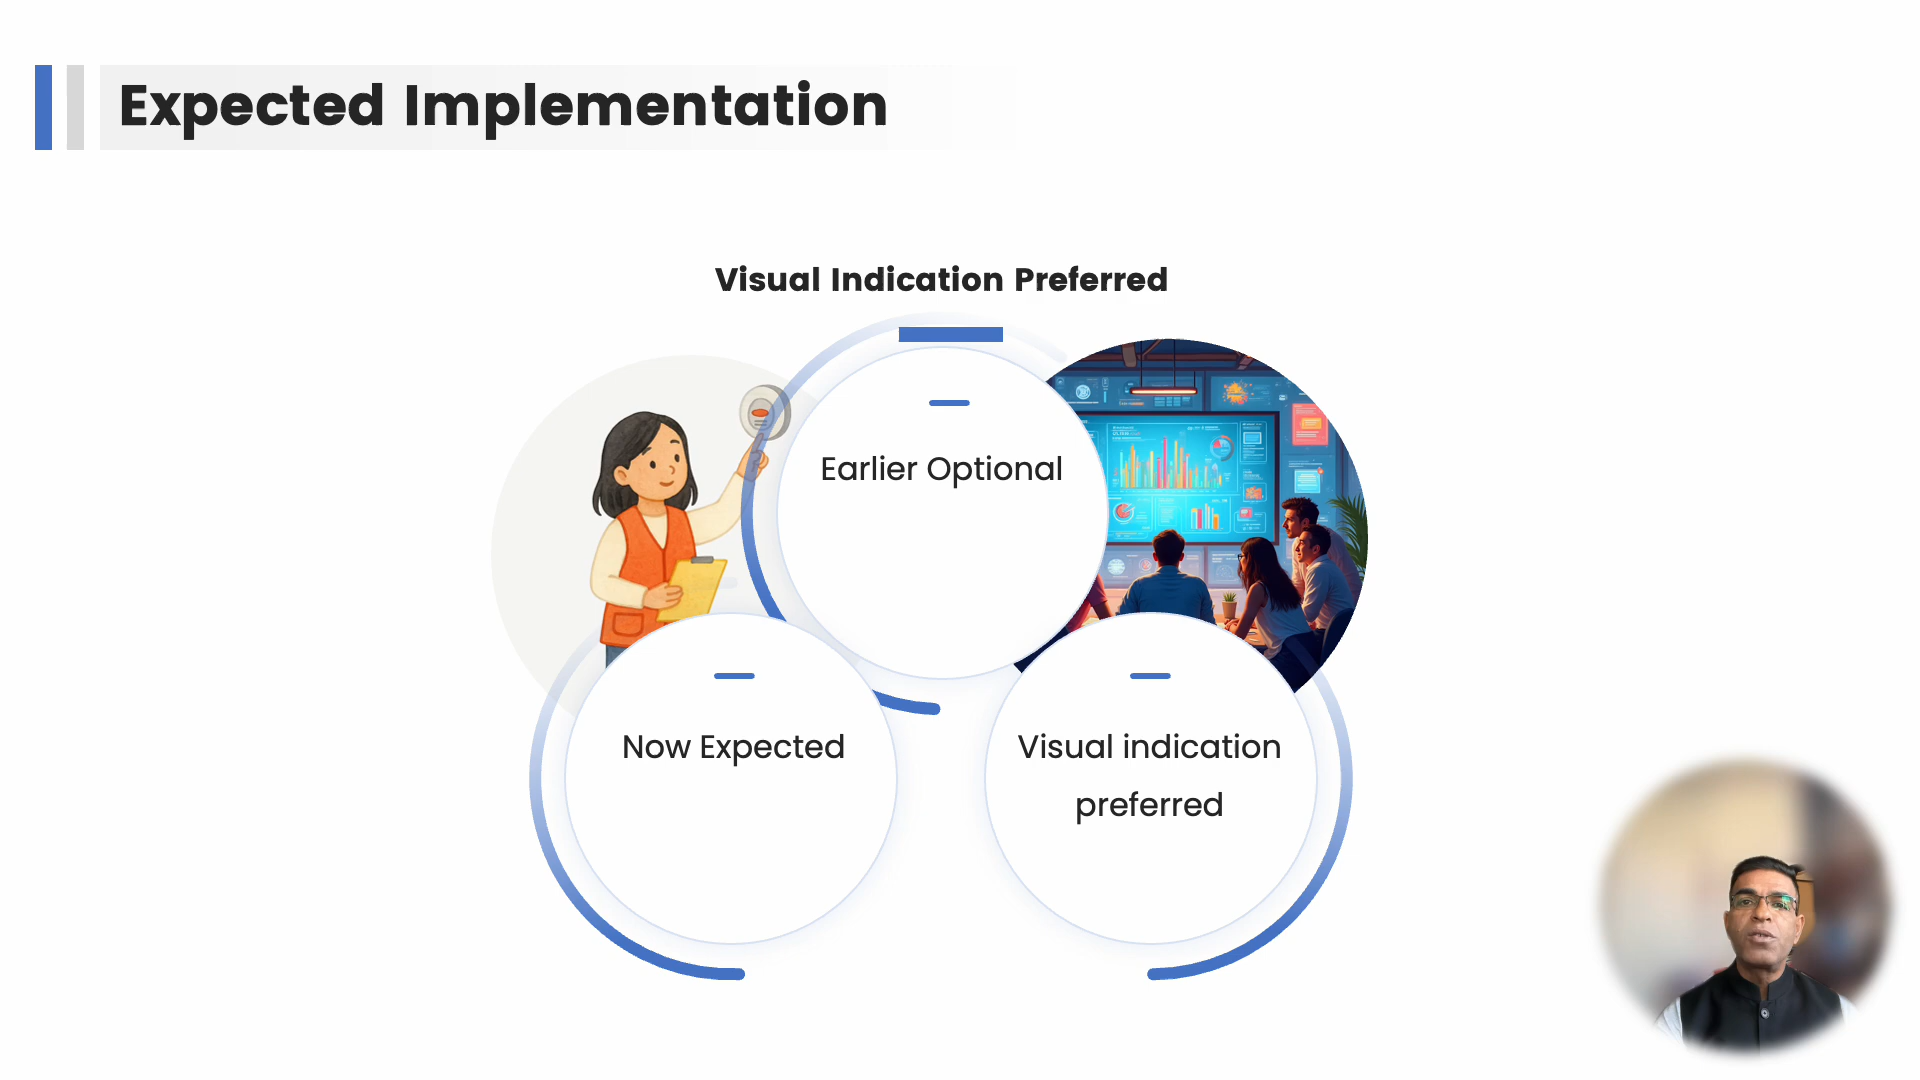 Expected Implementation
Visual Indication Preferred
Earlier Optional
Now Expected
Visual indication
preferred